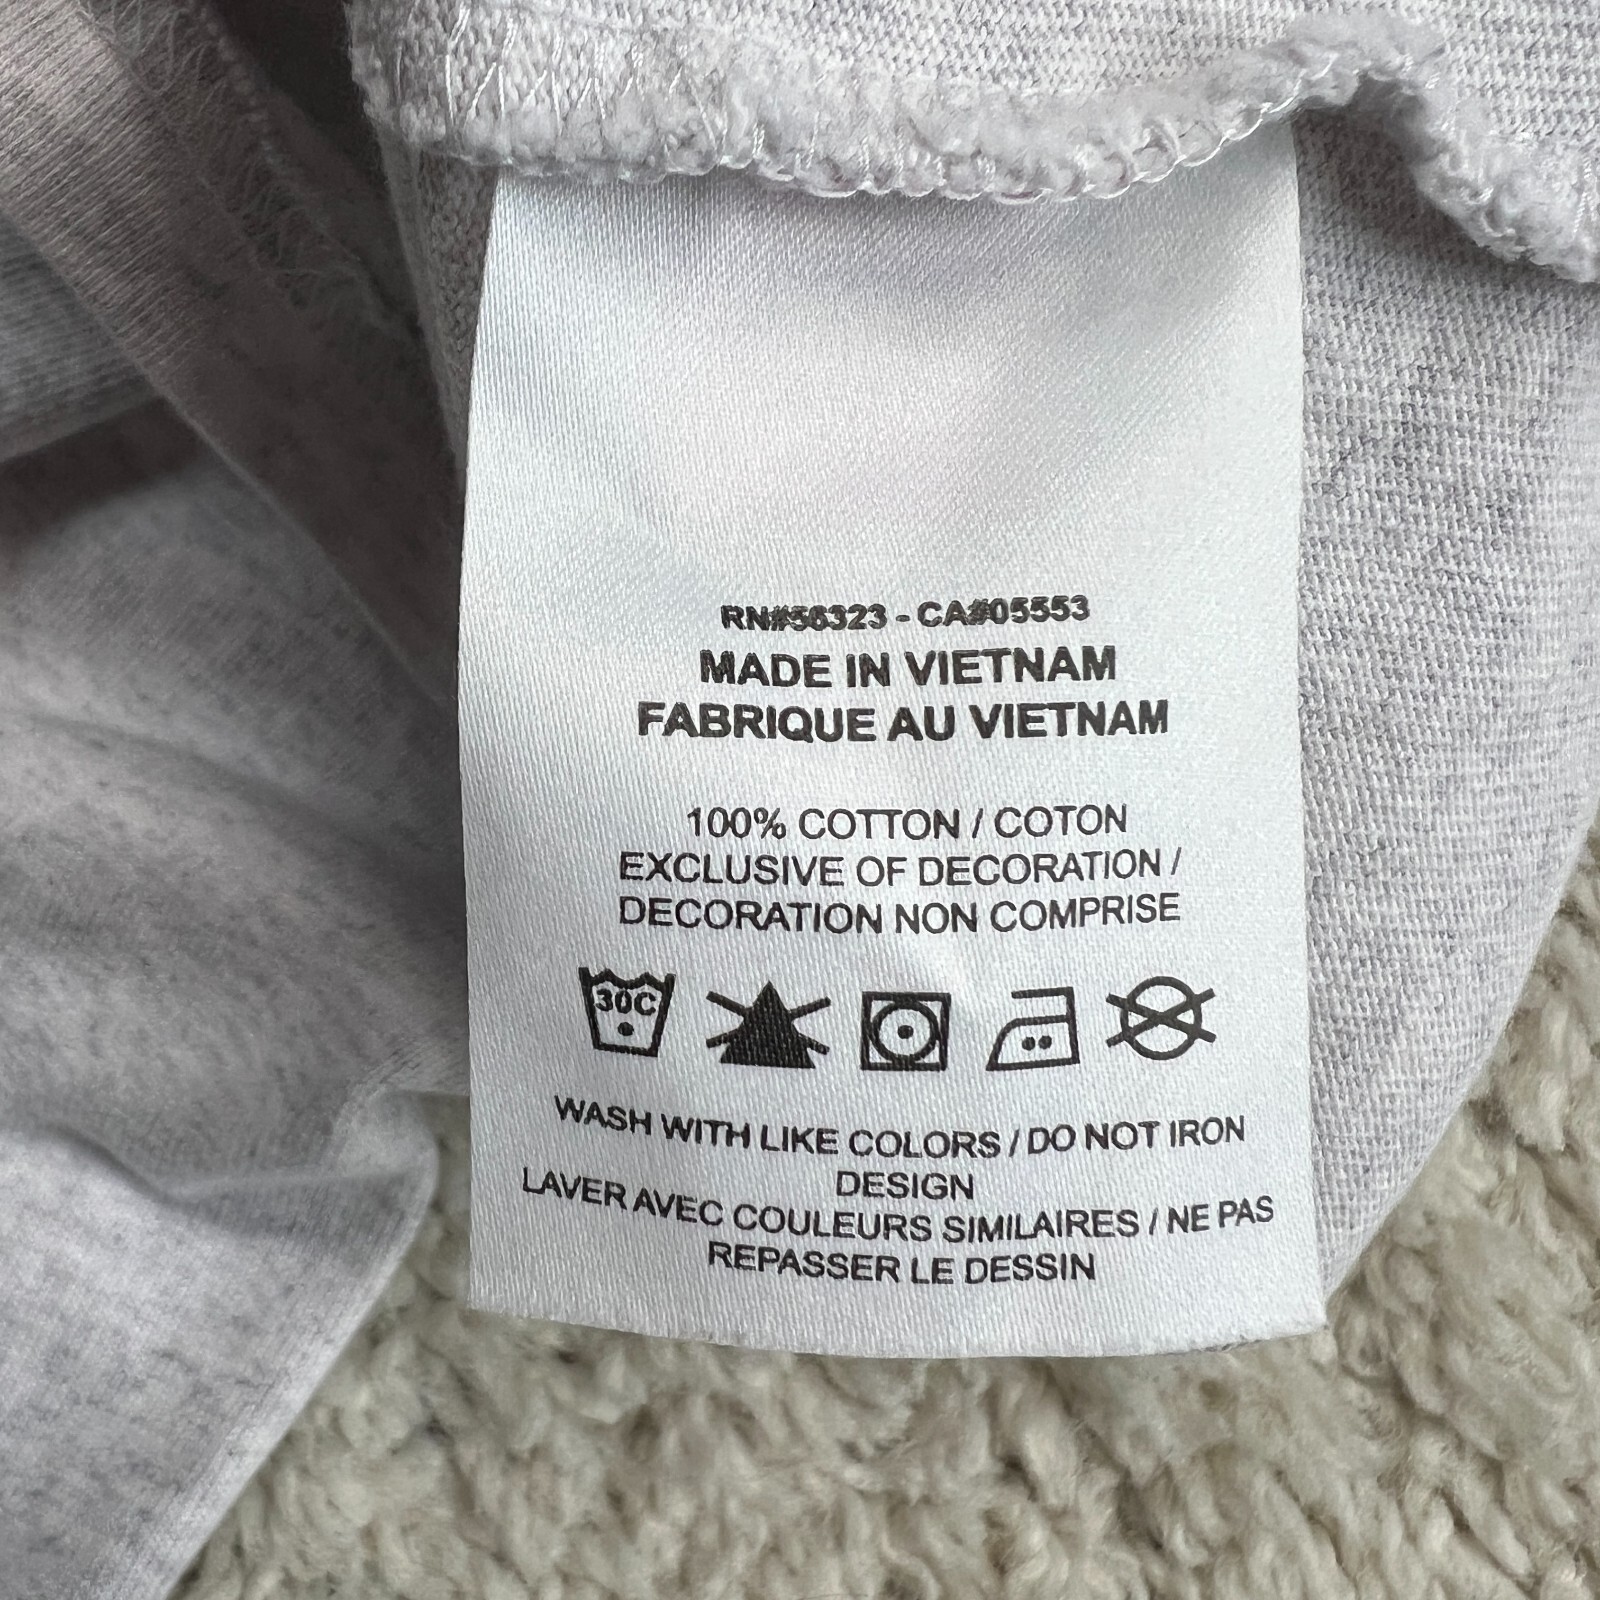 RN#56323 - CA#05553
MADE IN VIETNAM
FABRIQUE AU VIETNAM
100% COTTON / COTON
EXCLUSIVE OF DECORATION /
DECORATION NON COMPRISE
30C
WASH WITH LIKE COLORS / DO NOT IRON
DESIGN
LAVER AVEC COULEURS SIMILAIRES / NE PAS
REPASSER LE DESSIN